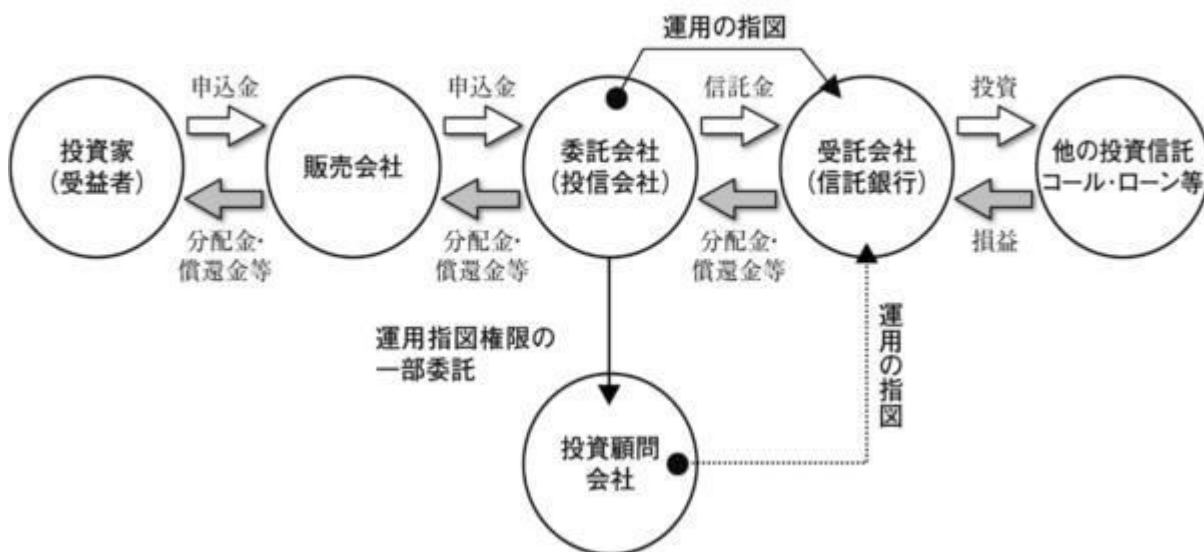 運用の指図
申込金
申込金
信託金
投資
投資家
(受益者)
販売会社
委託会社
(投信会社)
受託会社
(信託銀行)
他の投資信託
コール・ローン等
分配金・
償還金等
分配金・
償還金等
分配金・
償還金等
損益
運用指図権限の
一部委託
運用の指図
投資顧問
会社